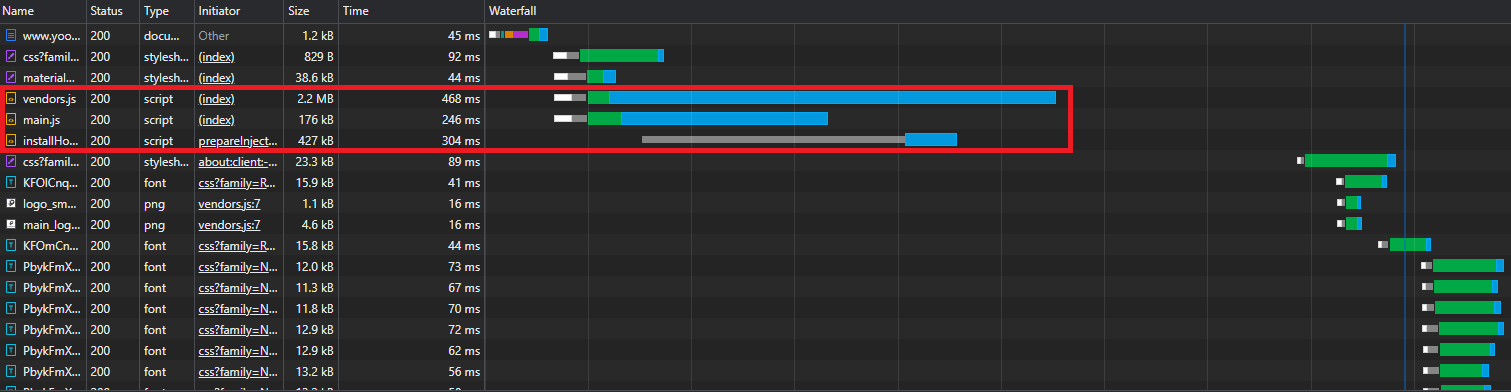 Name Status Type Initiator Size Time Waterfall
www.yoo... 200 docu... Other 1.2 kB 45 ms
css?famil... 200 stylesh... (index) 829 B 92 ms
material... 200 stylesh... (index) 38.6 kB 44 ms
vendors.js 200 script (index) 2.2 MB 468 ms
main.js 200 script (index) 176 kB 246 ms
installHo... 200 script prepareInject... 427 kB 304 ms
css?famil... 200 stylesh... about:client:-... 23.3 kB 89 ms
KFOlCnq... 200 font css?family=R... 15.9 kB 41 ms
logo_sm... 200 png vendors.js:7 1.1 kB 16 ms
main_log... 200 png vendors.js:7 4.6 kB 16 ms
KFOmCn... 200 font css?family=R... 15.8 kB 44 ms
PbykFmX... 200 font css?family=N... 12.0 kB 73 ms
PbykFmX... 200 font css?family=N... 11.3 kB 67 ms
PbykFmX... 200 font css?family=N... 11.8 kB 70 ms
PbykFmX... 200 font css?family=N... 12.9 kB 72 ms
PbykFmX... 200 font css?family=N... 12.9 kB 62 ms
PbykFmX... 200 font css?family=N... 13.2 kB 56 ms